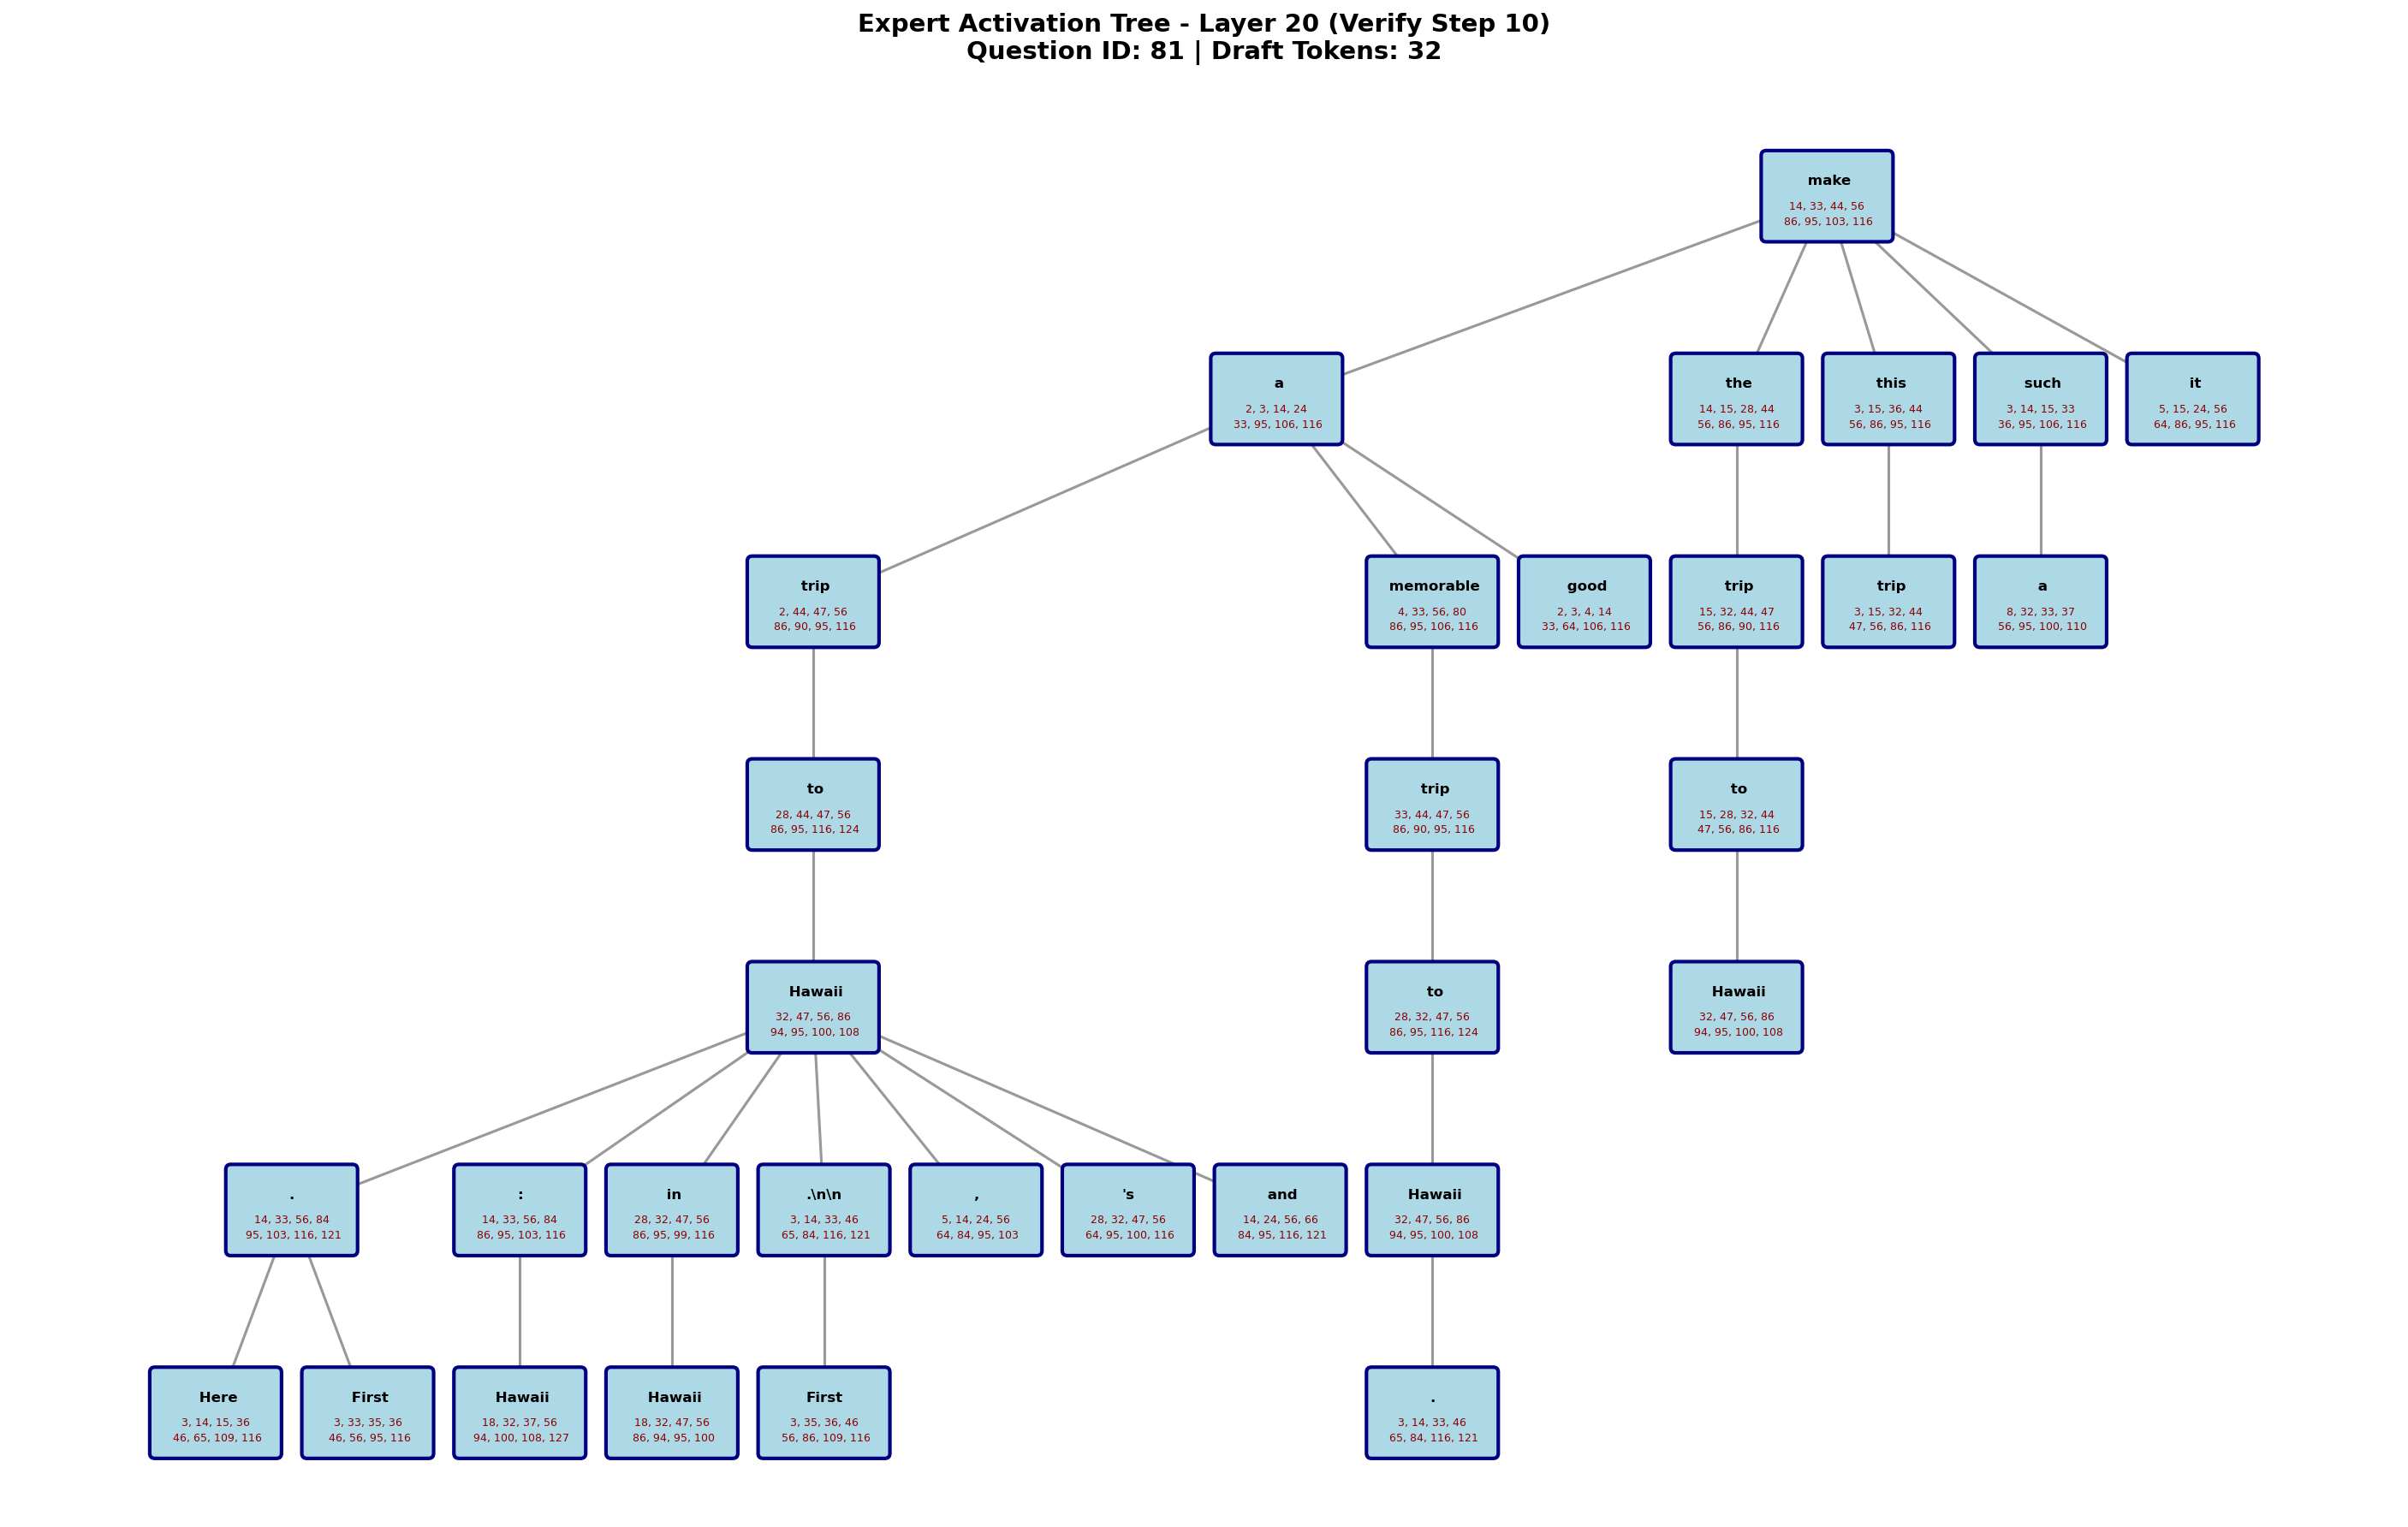 Expert Activation Tree - Layer 20 (Verify Step 10)
Question ID: 81 | Draft Tokens: 32
make
14, 33, 44, 56
86, 95, 103, 116
a
2, 3, 14, 24
33, 95, 106, 116
the
14, 15, 28, 44
56, 86, 95, 116
this
3, 15, 36, 44
56, 86, 95, 116
such
3, 14, 15, 33
36, 95, 106, 116
it
5, 15, 24, 56
64, 86, 95, 116
trip
2, 44, 47, 56
86, 90, 95, 116
memorable
4, 33, 56, 80
86, 95, 106, 116
good
2, 3, 4, 14
33, 64, 106, 116
trip
15, 32, 44, 47
56, 86, 90, 116
trip
3, 15, 32, 44
47, 56, 86, 116
a
8, 32, 33, 37
56, 95, 100, 110
to
28, 44, 47, 56
86, 95, 116, 124
trip
33, 44, 47, 56
86, 90, 95, 116
to
15, 28, 32, 44
47, 56, 86, 116
Hawaii
32, 47, 56, 86
94, 95, 100, 108
to
28, 32, 47, 56
86, 95, 116, 124
Hawaii
32, 47, 56, 86
94, 95, 100, 108
.
14, 33, 56, 84
95, 103, 116, 121
:
14, 33, 56, 84
86, 95, 103, 116
in
28, 32, 47, 56
86, 95, 99, 116
.\n\n
3, 14, 33, 46
65, 84, 116, 121
,
5, 14, 24, 56
64, 84, 95, 103
's
28, 32, 47, 56
64, 95, 100, 116
and
14, 24, 56, 66
84, 95, 116, 121
Hawaii
32, 47, 56, 86
94, 95, 100, 108
Here
3, 14, 15, 36
46, 65, 109, 116
First
3, 33, 35, 36
46, 56, 95, 116
Hawaii
18, 32, 37, 56
94, 100, 108, 127
Hawaii
18, 32, 47, 56
86, 94, 95, 100
First
3, 35, 36, 46
56, 86, 109, 116
.
3, 14, 33, 46
65, 84, 116, 121